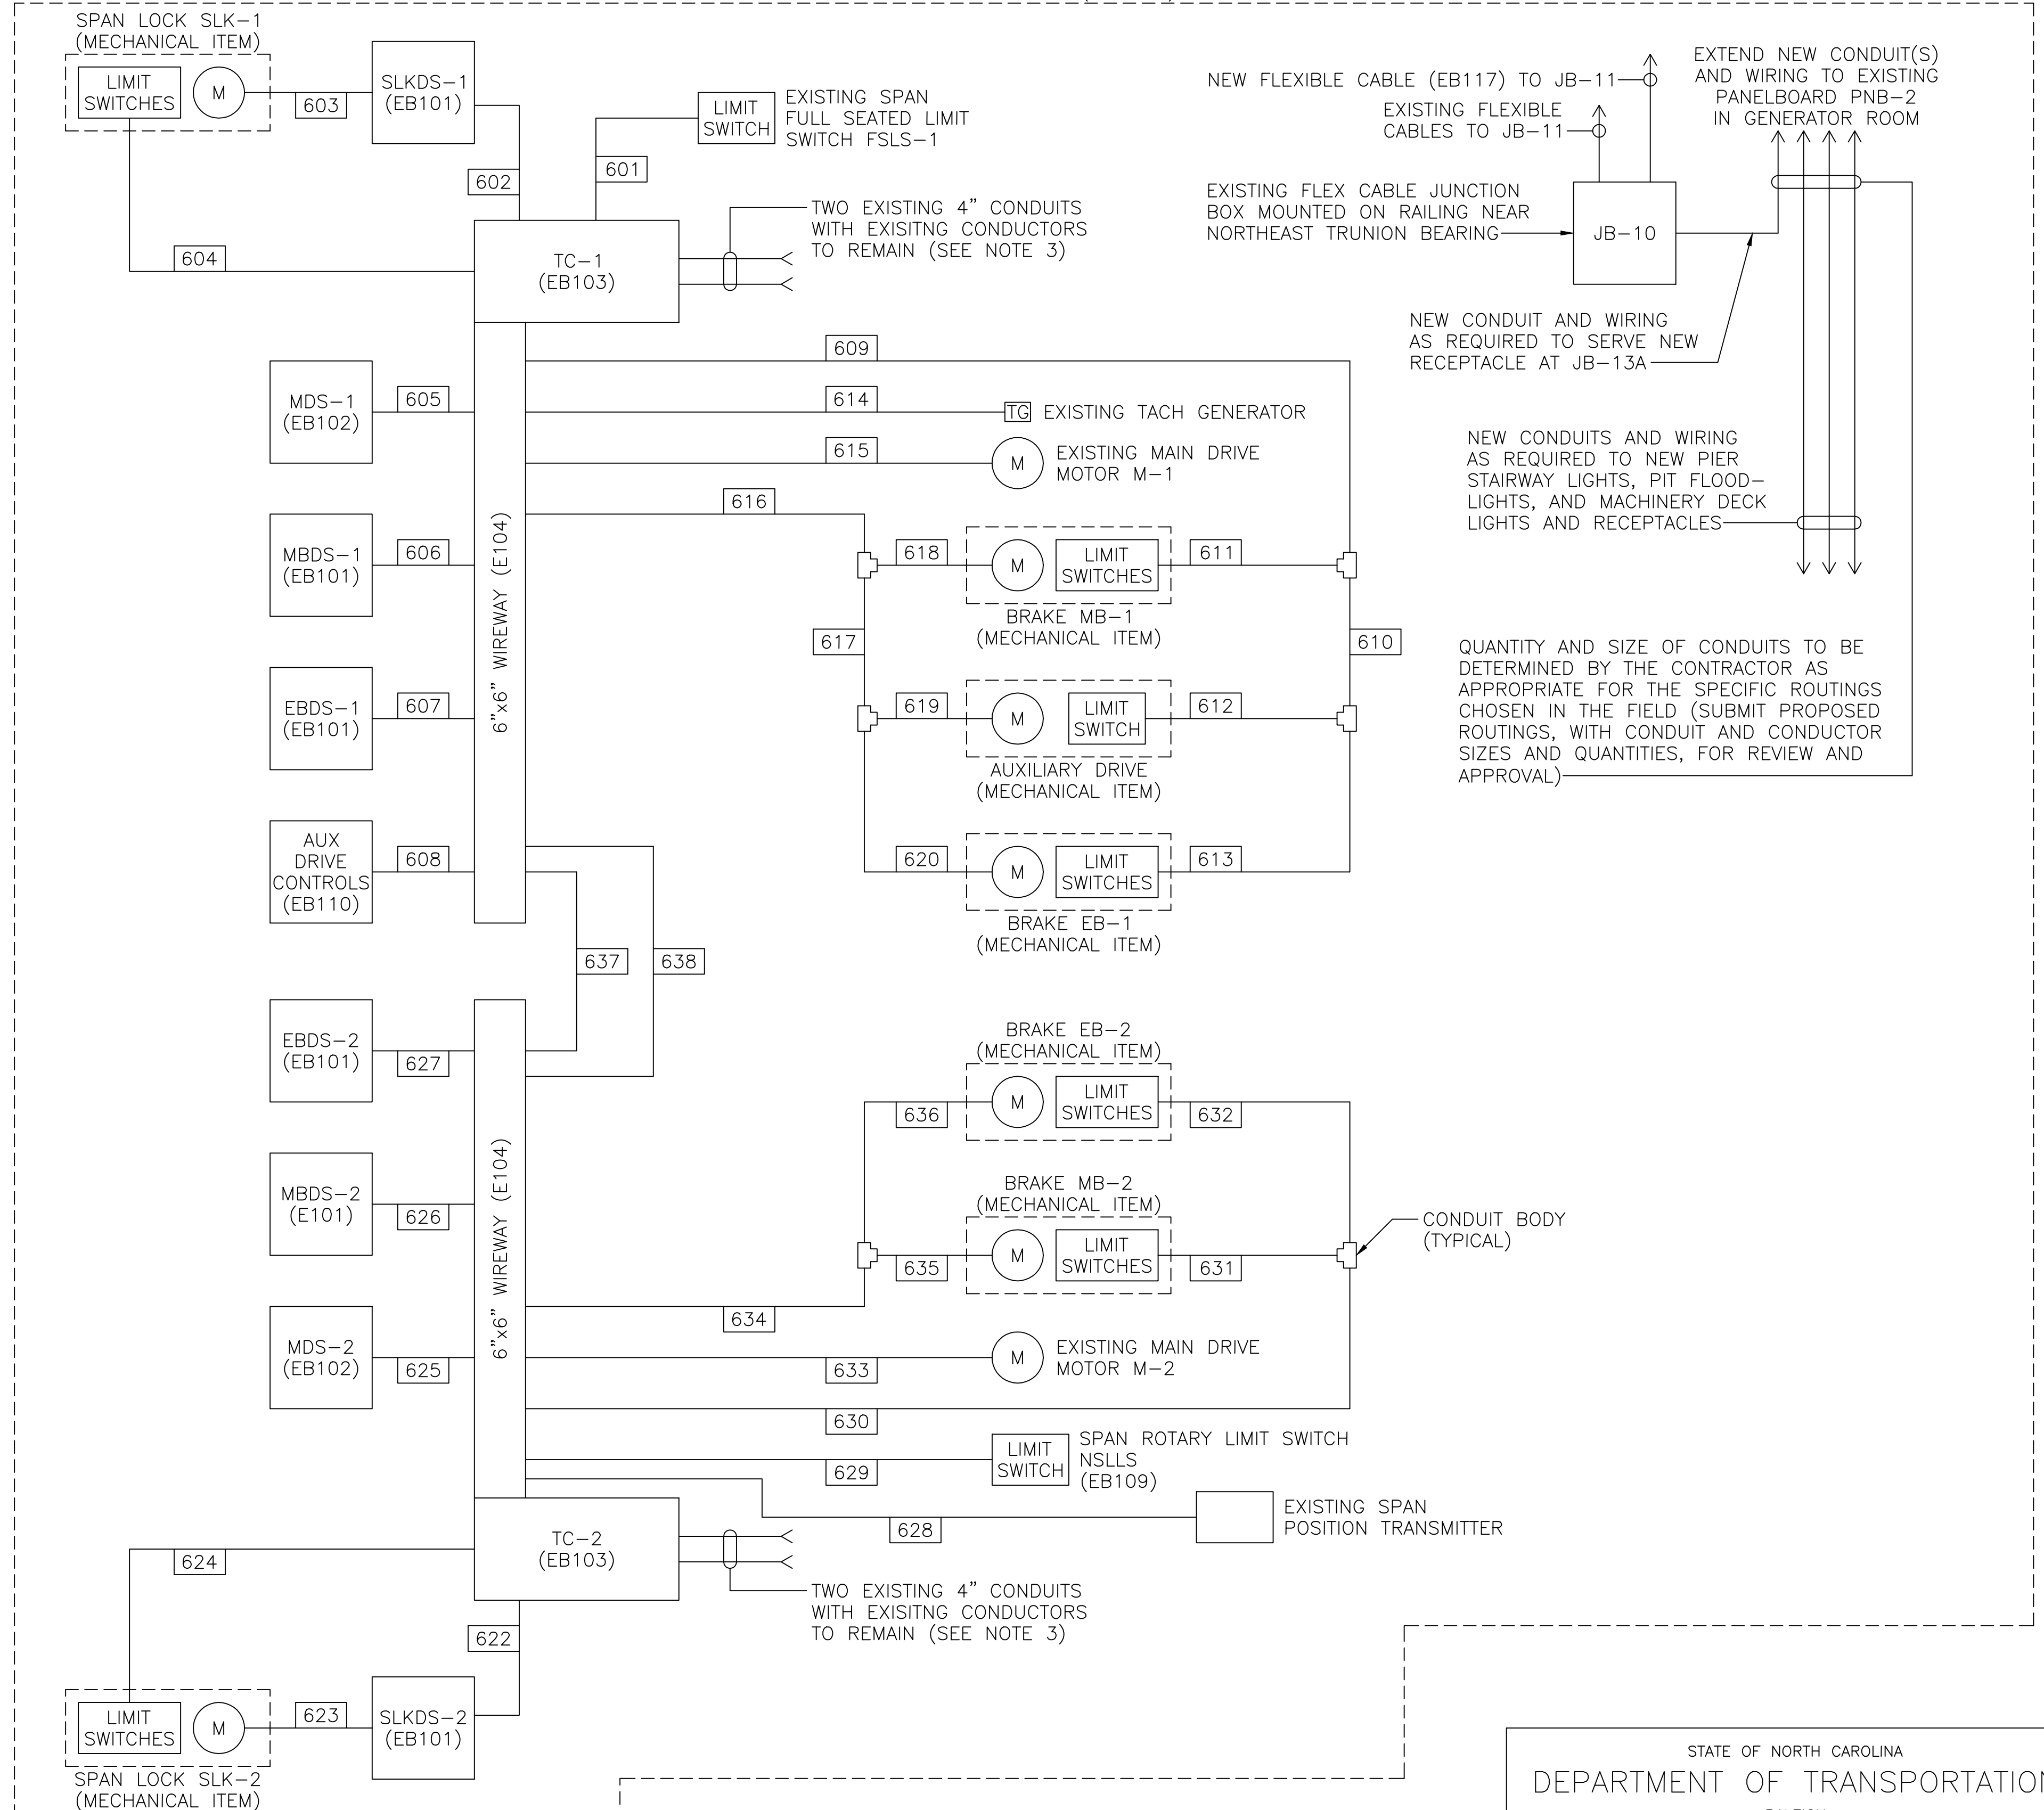 SPAN LOCK SLK-1
(MECHANICAL ITEM)
LIMIT
SWITCHES
M
603
SLKDS-1
(EB101)
602
LIMIT
SWITCH
EXISTING SPAN
FULL SEATED LIMIT
SWITCH FSLS-1
601
604
TC-1
(EB103)
TWO EXISTING 4" CONDUITS
WITH EXISITNG CONDUCTORS
TO REMAIN (SEE NOTE 3)
NEW FLEXIBLE CABLE (EB117) TO JB-11
EXISTING FLEXIBLE
CABLES TO JB-11
EXTEND NEW CONDUIT(S)
AND WIRING TO EXISTING
PANELBOARD PNB-2
IN GENERATOR ROOM
EXISTING FLEX CABLE JUNCTION
BOX MOUNTED ON RAILING NEAR
NORTHEAST TRUNION BEARING
JB-10
NEW CONDUIT AND WIRING
AS REQUIRED TO SERVE NEW
RECEPTACLE AT JB-13A
NEW CONDUITS AND WIRING
AS REQUIRED TO NEW PIER
STAIRWAY LIGHTS, PIT FLOOD-
LIGHTS, AND MACHINERY DECK
LIGHTS AND RECEPTACLES
QUANTITY AND SIZE OF CONDUITS TO BE
DETERMINED BY THE CONTRACTOR AS
APPROPRIATE FOR THE SPECIFIC ROUTINGS
CHOSEN IN THE FIELD (SUBMIT PROPOSED
ROUTINGS, WITH CONDUIT AND CONDUCTOR
SIZES AND QUANTITIES, FOR REVIEW AND
APPROVAL)
MDS-1
(EB102)
605
MBDS-1
(EB101)
606
EBDS-1
(EB101)
607
AUX
DRIVE
CONTROLS
(EB110)
608
6"x6" WIREWAY (E104)
609
614
TG
EXISTING TACH GENERATOR
615
M
EXISTING MAIN DRIVE
MOTOR M-1
616
618
M
LIMIT
SWITCHES
611
BRAKE MB-1
(MECHANICAL ITEM)
617
610
619
M
LIMIT
SWITCH
612
AUXILIARY DRIVE
(MECHANICAL ITEM)
620
M
LIMIT
SWITCHES
613
BRAKE EB-1
(MECHANICAL ITEM)
637
638
EBDS-2
(EB101)
627
MBDS-2
(E101)
626
MDS-2
(EB102)
625
6"x6" WIREWAY (E104)
BRAKE EB-2
(MECHANICAL ITEM)
636
M
LIMIT
SWITCHES
632
BRAKE MB-2
(MECHANICAL ITEM)
635
M
LIMIT
SWITCHES
631
CONDUIT BODY
(TYPICAL)
634
633
M
EXISTING MAIN DRIVE
MOTOR M-2
630
629
LIMIT
SWITCH
SPAN ROTARY LIMIT SWITCH
NSLLS
(EB109)
628
EXISTING SPAN
POSITION TRANSMITTER
TC-2
(EB103)
TWO EXISTING 4" CONDUITS
WITH EXISITNG CONDUCTORS
TO REMAIN (SEE NOTE 3)
624
622
LIMIT
SWITCHES
M
623
SLKDS-2
(EB101)
SPAN LOCK SLK-2
(MECHANICAL ITEM)
STATE OF NORTH CAROLINA
DEPARTMENT OF TRANSPORTATION